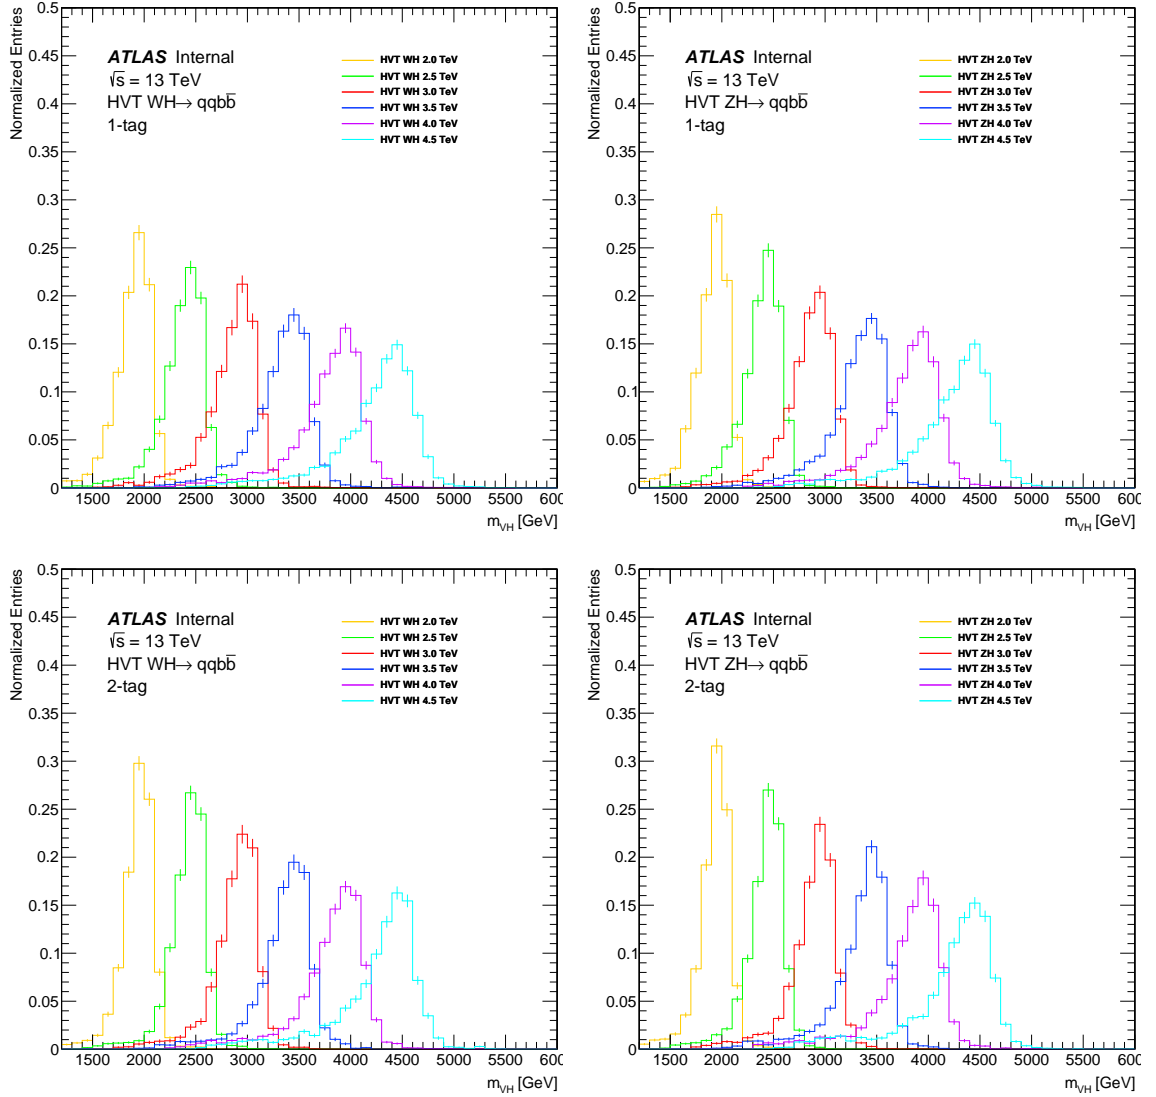 Normalized Entries
0.5
0.45
0.4
0.35
0.3
0.25
0.2
0.15
0.1
0.05
0
ATLAS Internal
√s = 13 TeV
HVT WH→ qqbb̅
1-tag
HVT WH 2.0 TeV
HVT WH 2.5 TeV
HVT WH 3.0 TeV
HVT WH 3.5 TeV
HVT WH 4.0 TeV
HVT WH 4.5 TeV
1500 2000 2500 3000 3500 4000 4500 5000 5500 600
m_VH [GeV]
Normalized Entries
0.5
0.45
0.4
0.35
0.3
0.25
0.2
0.15
0.1
0.05
0
ATLAS Internal
√s = 13 TeV
HVT ZH→ qqbb̅
1-tag
HVT ZH 2.0 TeV
HVT ZH 2.5 TeV
HVT ZH 3.0 TeV
HVT ZH 3.5 TeV
HVT ZH 4.0 TeV
HVT ZH 4.5 TeV
1500 2000 2500 3000 3500 4000 4500 5000 5500 600
m_VH [GeV]
Normalized Entries
0.5
0.45
0.4
0.35
0.3
0.25
0.2
0.15
0.1
0.05
0
ATLAS Internal
√s = 13 TeV
HVT WH→ qqbb̅
2-tag
HVT WH 2.0 TeV
HVT WH 2.5 TeV
HVT WH 3.0 TeV
HVT WH 3.5 TeV
HVT WH 4.0 TeV
HVT WH 4.5 TeV
1500 2000 2500 3000 3500 4000 4500 5000 5500 600
m_VH [GeV]
Normalized Entries
0.5
0.45
0.4
0.35
0.3
0.25
0.2
0.15
0.1
0.05
0
ATLAS Internal
√s = 13 TeV
HVT ZH→ qqbb̅
2-tag
HVT ZH 2.0 TeV
HVT ZH 2.5 TeV
HVT ZH 3.0 TeV
HVT ZH 3.5 TeV
HVT ZH 4.0 TeV
HVT ZH 4.5 TeV
1500 2000 2500 3000 3500 4000 4500 5000 5500 600
m_VH [GeV]